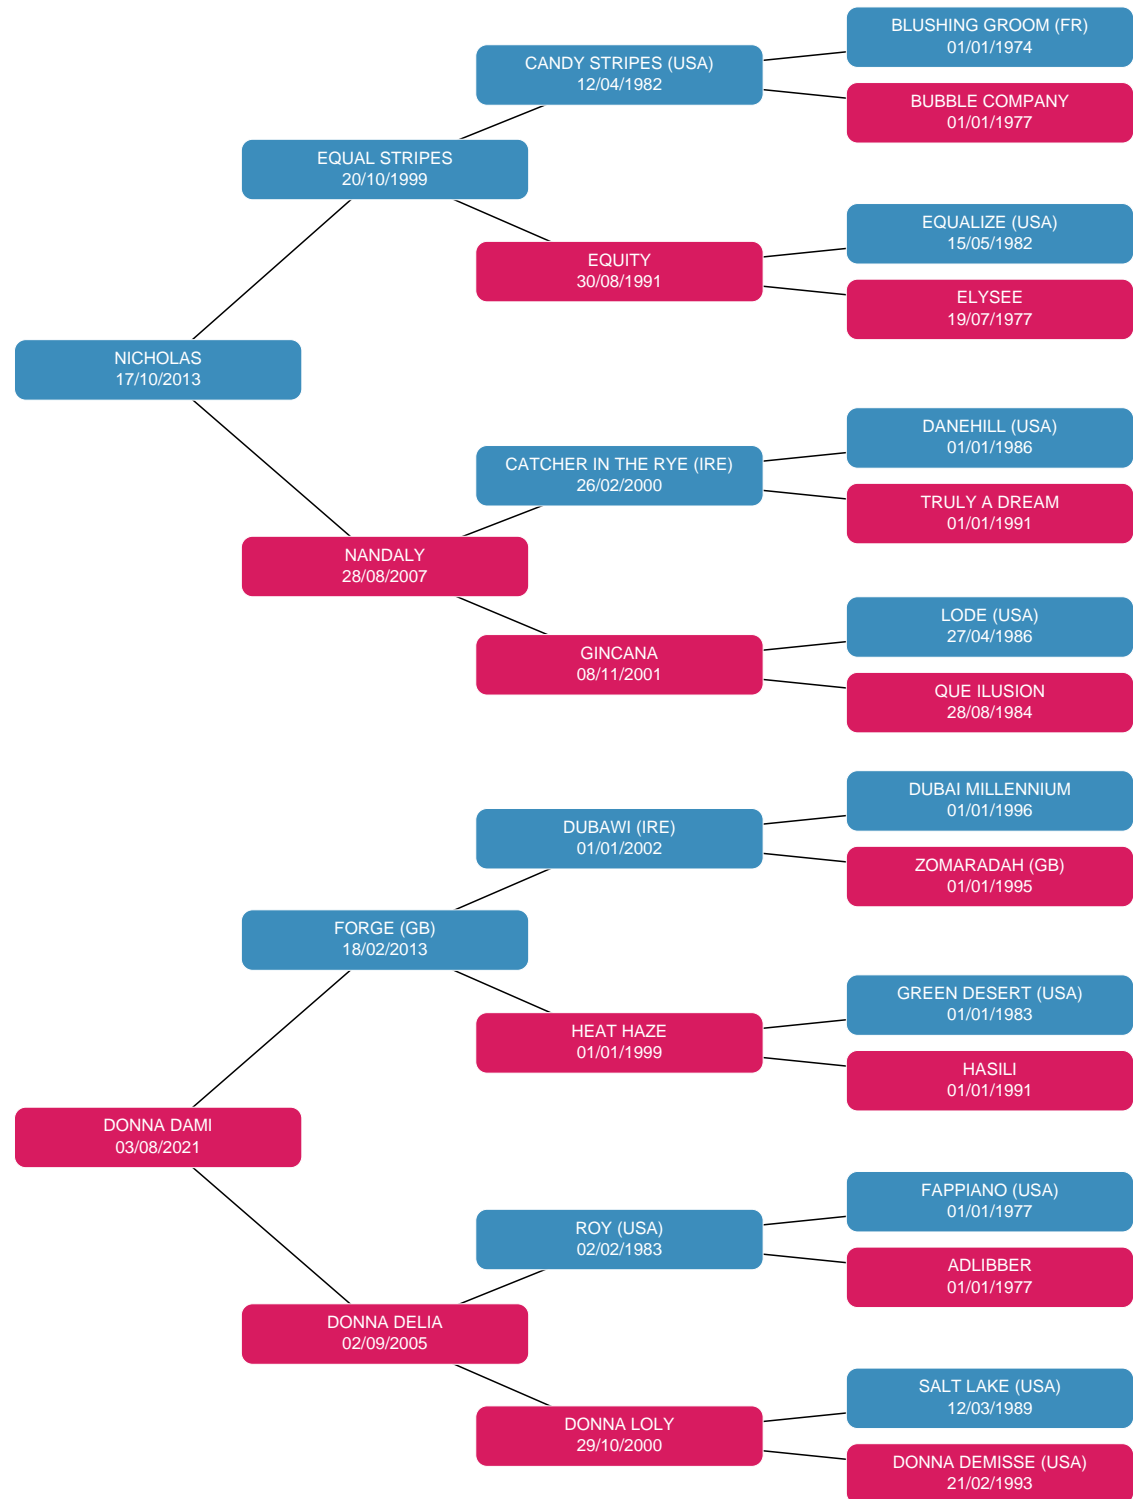 BLUSHING GROOM (FR)
01/01/1974
CANDY STRIPES (USA)
12/04/1982
BUBBLE COMPANY
01/01/1977
EQUAL STRIPES
20/10/1999
EQUALIZE (USA)
15/05/1982
EQUITY
30/08/1991
ELYSEE
19/07/1977
NICHOLAS
17/10/2013
DANEHILL (USA)
01/01/1986
CATCHER IN THE RYE (IRE)
26/02/2000
TRULY A DREAM
01/01/1991
NANDALY
28/08/2007
LODE (USA)
27/04/1986
GINCANA
08/11/2001
QUE ILUSION
28/08/1984
DUBAI MILLENNIUM
01/01/1996
DUBAWI (IRE)
01/01/2002
ZOMARADAH (GB)
01/01/1995
FORGE (GB)
18/02/2013
GREEN DESERT (USA)
01/01/1983
HEAT HAZE
01/01/1999
HASILI
01/01/1991
DONNA DAMI
03/08/2021
FAPPIANO (USA)
01/01/1977
ROY (USA)
02/02/1983
ADLIBBER
01/01/1977
DONNA DELIA
02/09/2005
SALT LAKE (USA)
12/03/1989
DONNA LOLY
29/10/2000
DONNA DEMISSE (USA)
21/02/1993